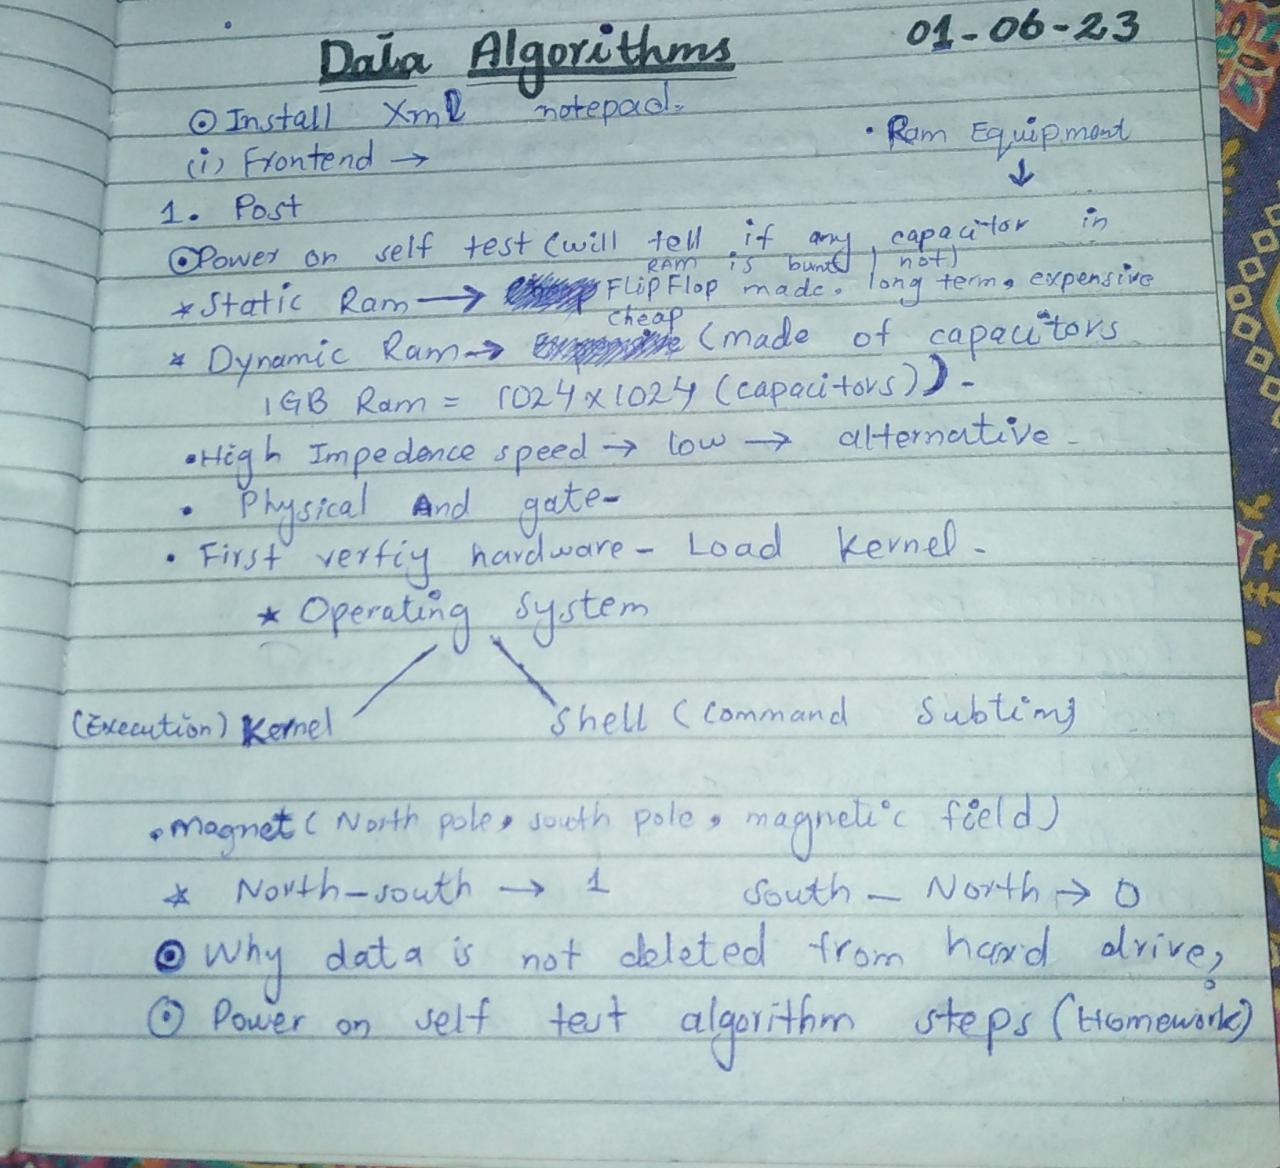 01-06-23
Data Algorithms
Install Xml notepad.
• Ram Equipment
↓
(i) Frontend →
1. Post
Power on self test (will tell if any capacitor in
RAM is bunt, not)
* Static Ram → FlipFlop made. long term, expensive
cheap
* Dynamic Ram → (made of capacitors
1GB Ram = 1024 x 1024 (capacitors)) -
• High Impedence speed → low → alternative -
• Physical And gate-
• First verfiy hardware - Load Kernel -
* Operating System
(Execution) Kernel Shell (Command
• Magnet (North pole, south pole, magnetic field)
* North-south → 1 South - North → 0
Why data is not deleted from hard drive?
Power on self test algorithm steps (Homework)